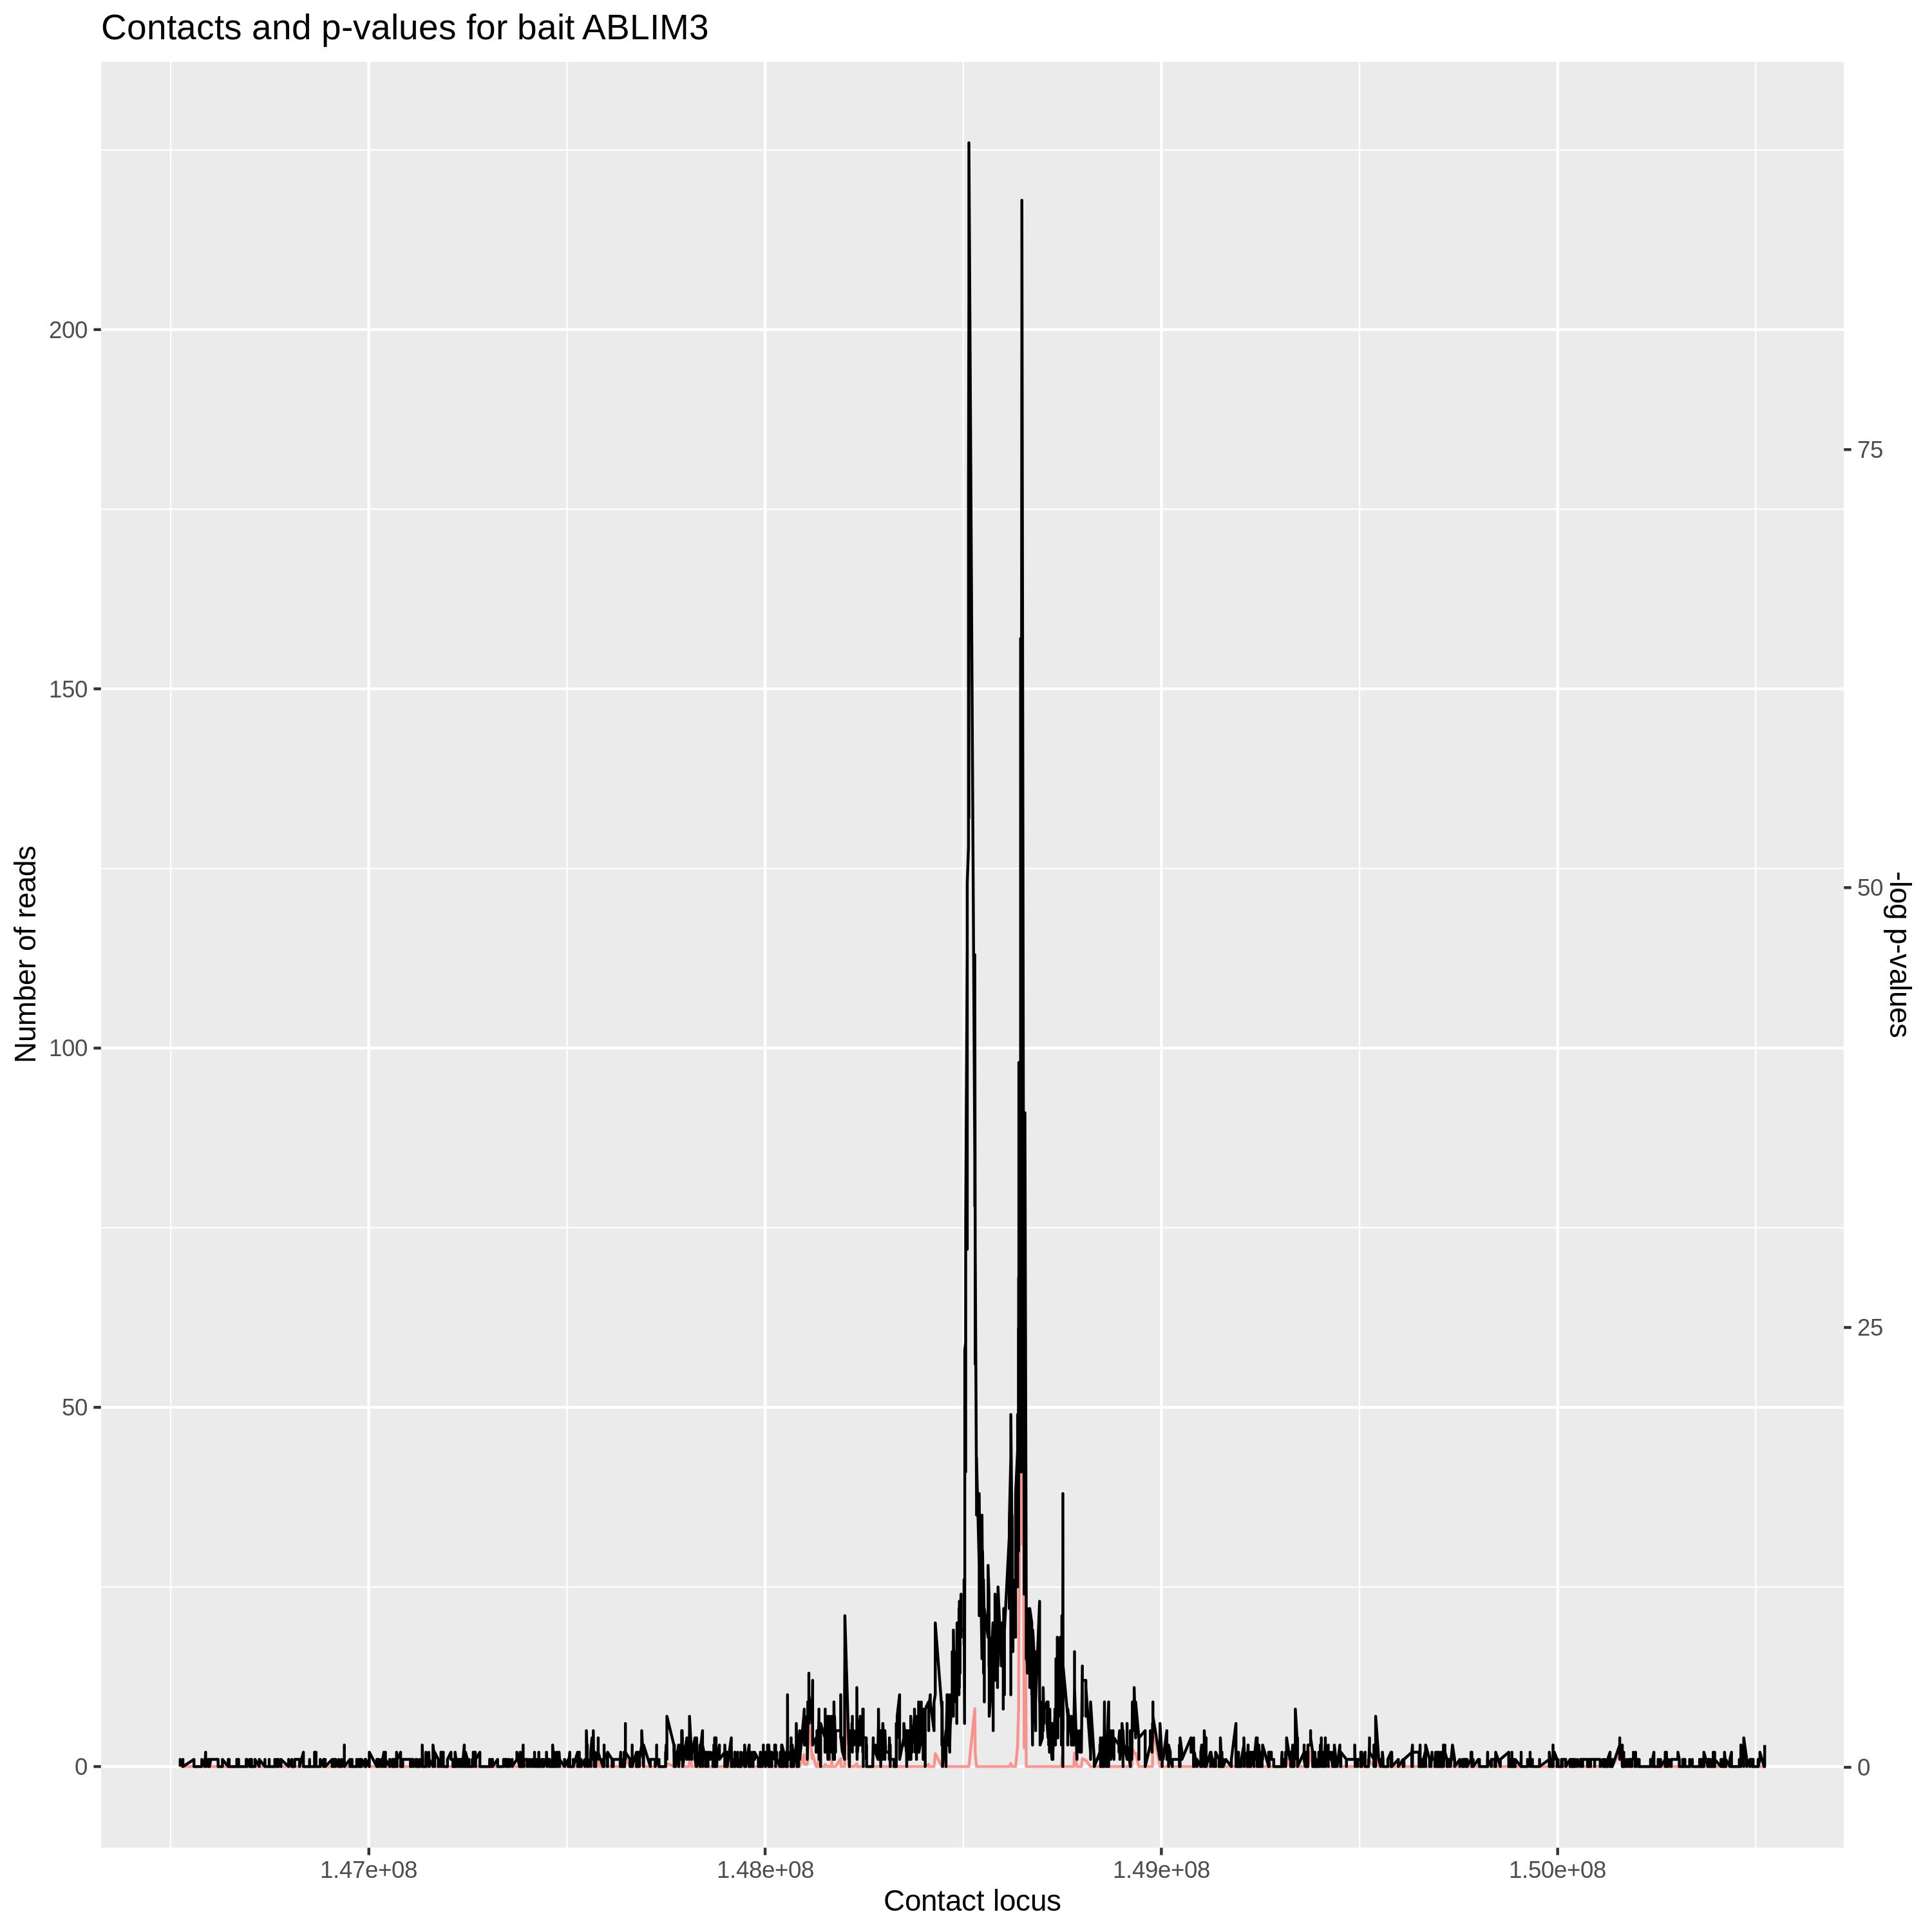 Contacts and p-values for bait ABLIM3
Number of reads
200
150
100
50
0
75
50
25
0
-log p-values
1.47e+08
1.48e+08
1.49e+08
1.50e+08
Contact locus